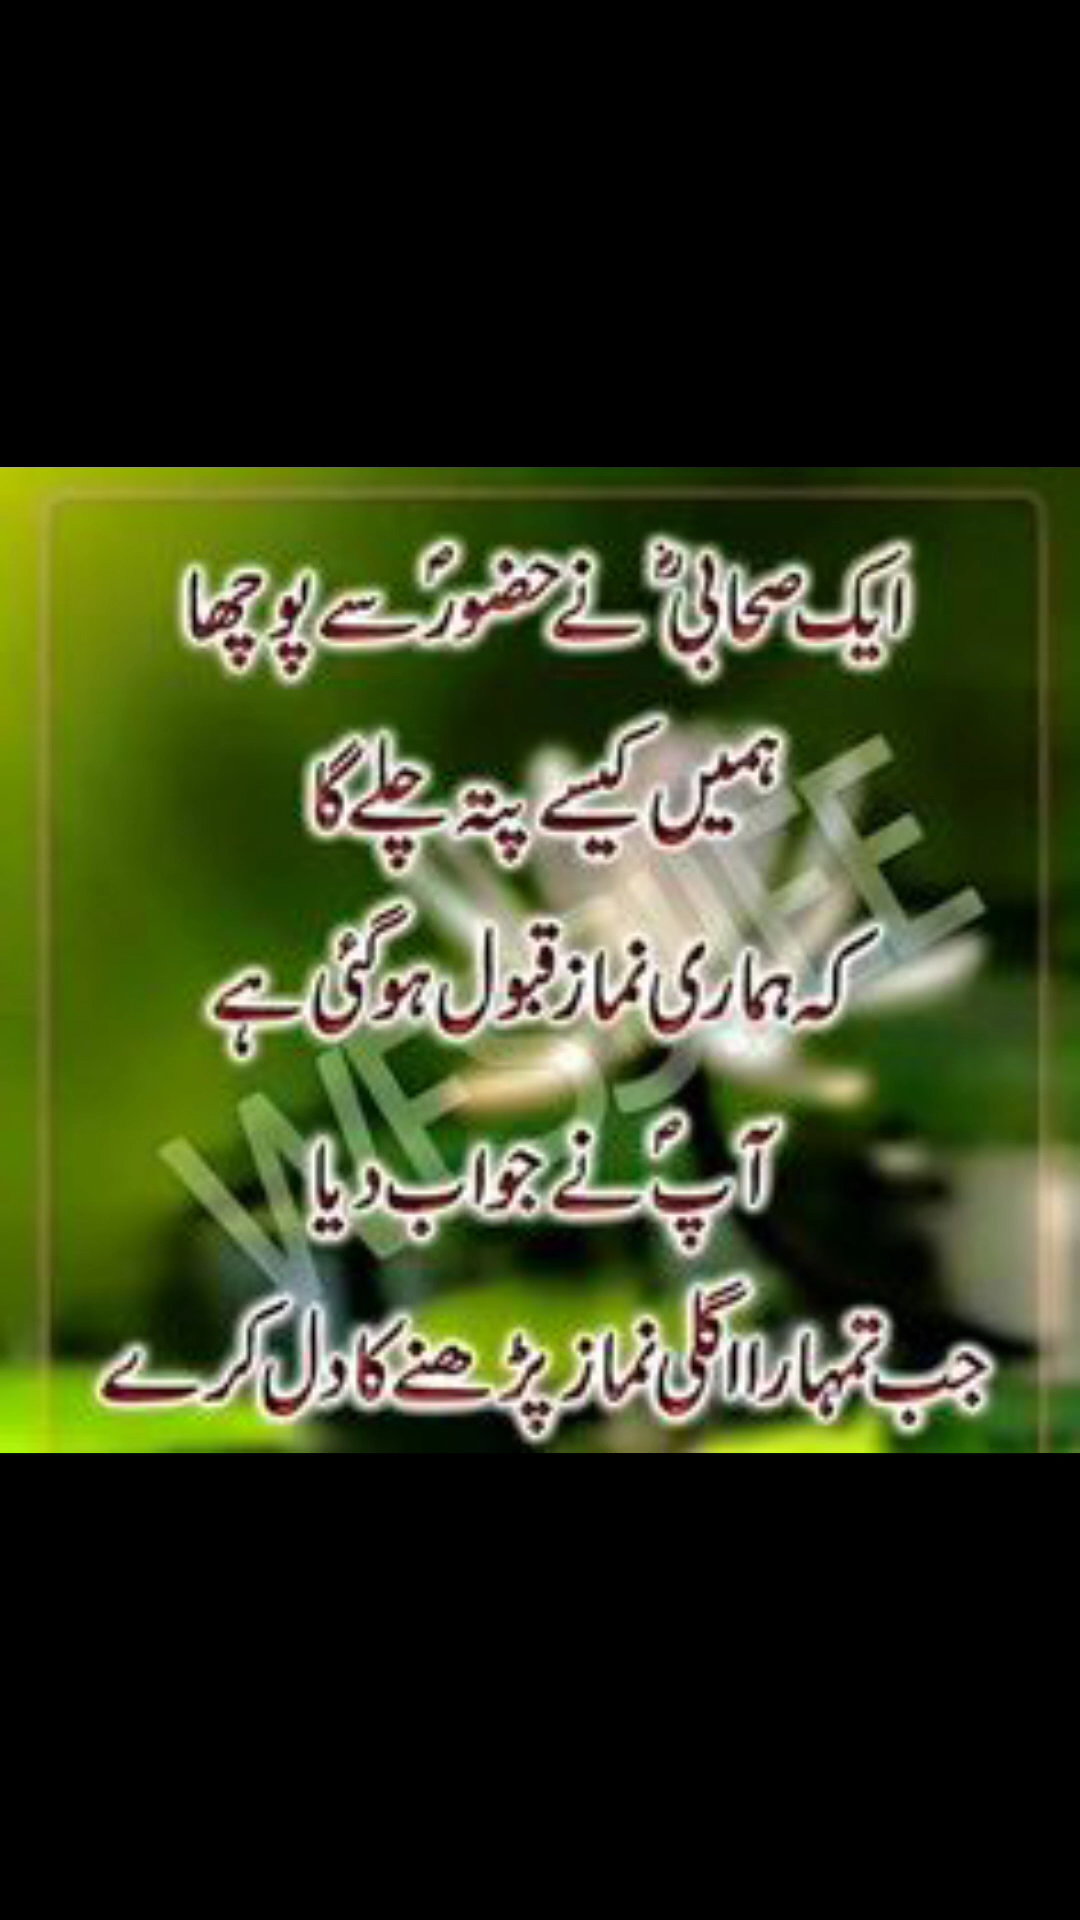 ایک صحابیؓ نے حضورؐ سے پوچھا
ہمیں کیسے پتہ چلے گا
کہ ہماری نماز قبول ہوگئی ہے
آپؐ نے جواب دیا
جب تمہارا اگلی نماز پڑھنے کا دل کرے